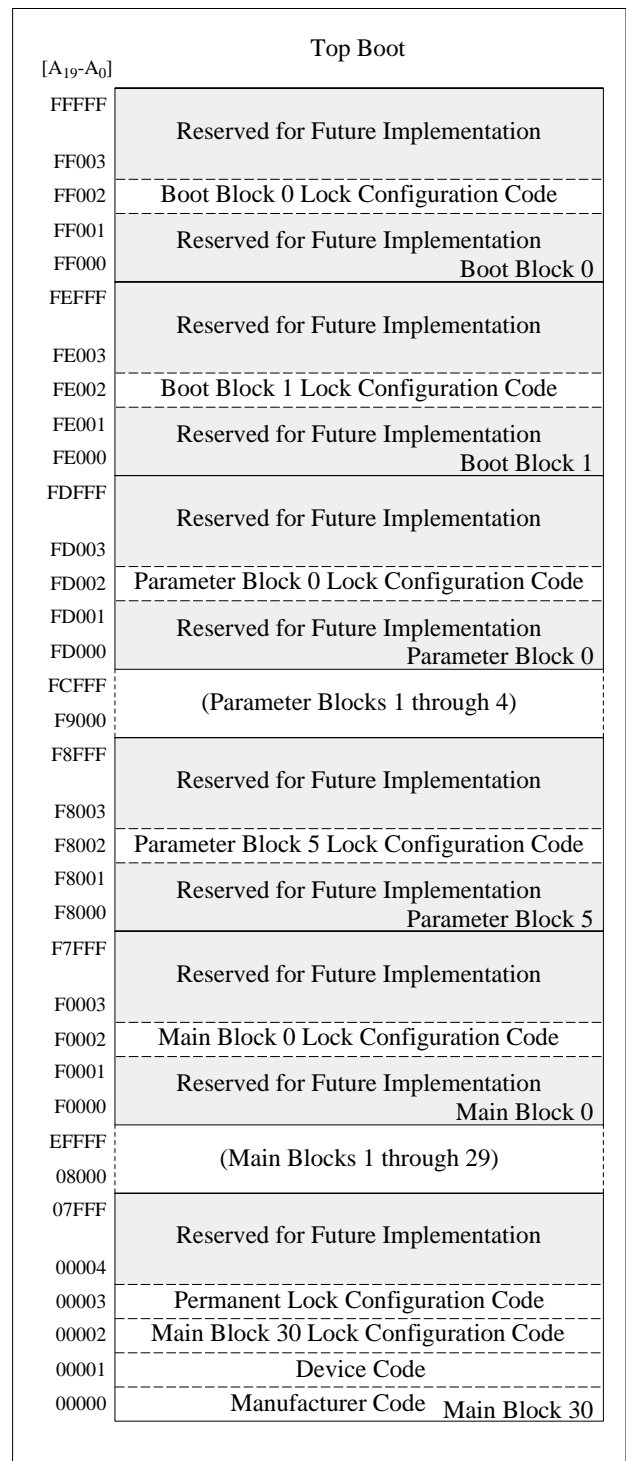 Top Boot
[A19-A0]
FFFFF
Reserved for Future Implementation
FF003
FF002 Boot Block 0 Lock Configuration Code
FF001
Reserved for Future Implementation
FF000 Boot Block 0
FEFFF
Reserved for Future Implementation
FE003
FE002 Boot Block 1 Lock Configuration Code
FE001
Reserved for Future Implementation
FE000 Boot Block 1
FDFFF
Reserved for Future Implementation
FD003
FD002 Parameter Block 0 Lock Configuration Code
FD001
Reserved for Future Implementation
FD000 Parameter Block 0
FCFFF
(Parameter Blocks 1 through 4)
F9000
F8FFF
Reserved for Future Implementation
F8003
F8002 Parameter Block 5 Lock Configuration Code
F8001
Reserved for Future Implementation
F8000 Parameter Block 5
F7FFF
Reserved for Future Implementation
F0003
F0002 Main Block 0 Lock Configuration Code
F0001
Reserved for Future Implementation
F0000 Main Block 0
EFFFF
(Main Blocks 1 through 29)
08000
07FFF
Reserved for Future Implementation
00004
00003 Permanent Lock Configuration Code
00002 Main Block 30 Lock Configuration Code
00001 Device Code
00000 Manufacturer Code Main Block 30